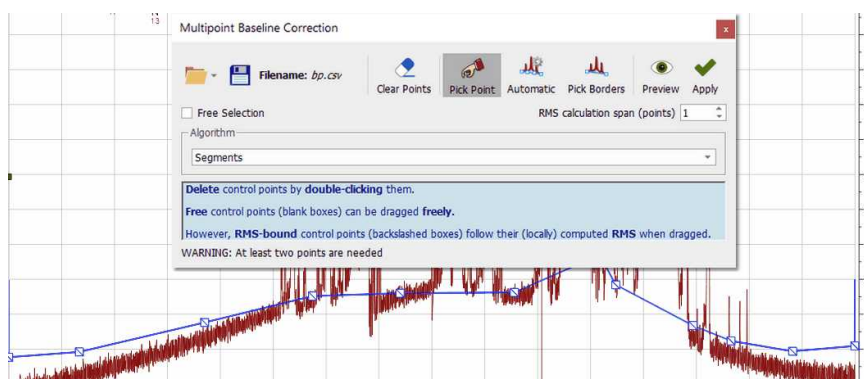 13
Multipoint Baseline Correction
x
Filename: bp.csv
Clear Points
Pick Point
Automatic
Pick Borders
Preview
Apply
Free Selection
RMS calculation span (points) 1
Algorithm
Segments
Delete control points by double-clicking them.
Free control points (blank boxes) can be dragged freely.
However, RMS-bound control points (backslashed boxes) follow their (locally) computed RMS when dragged.
WARNING: At least two points are needed